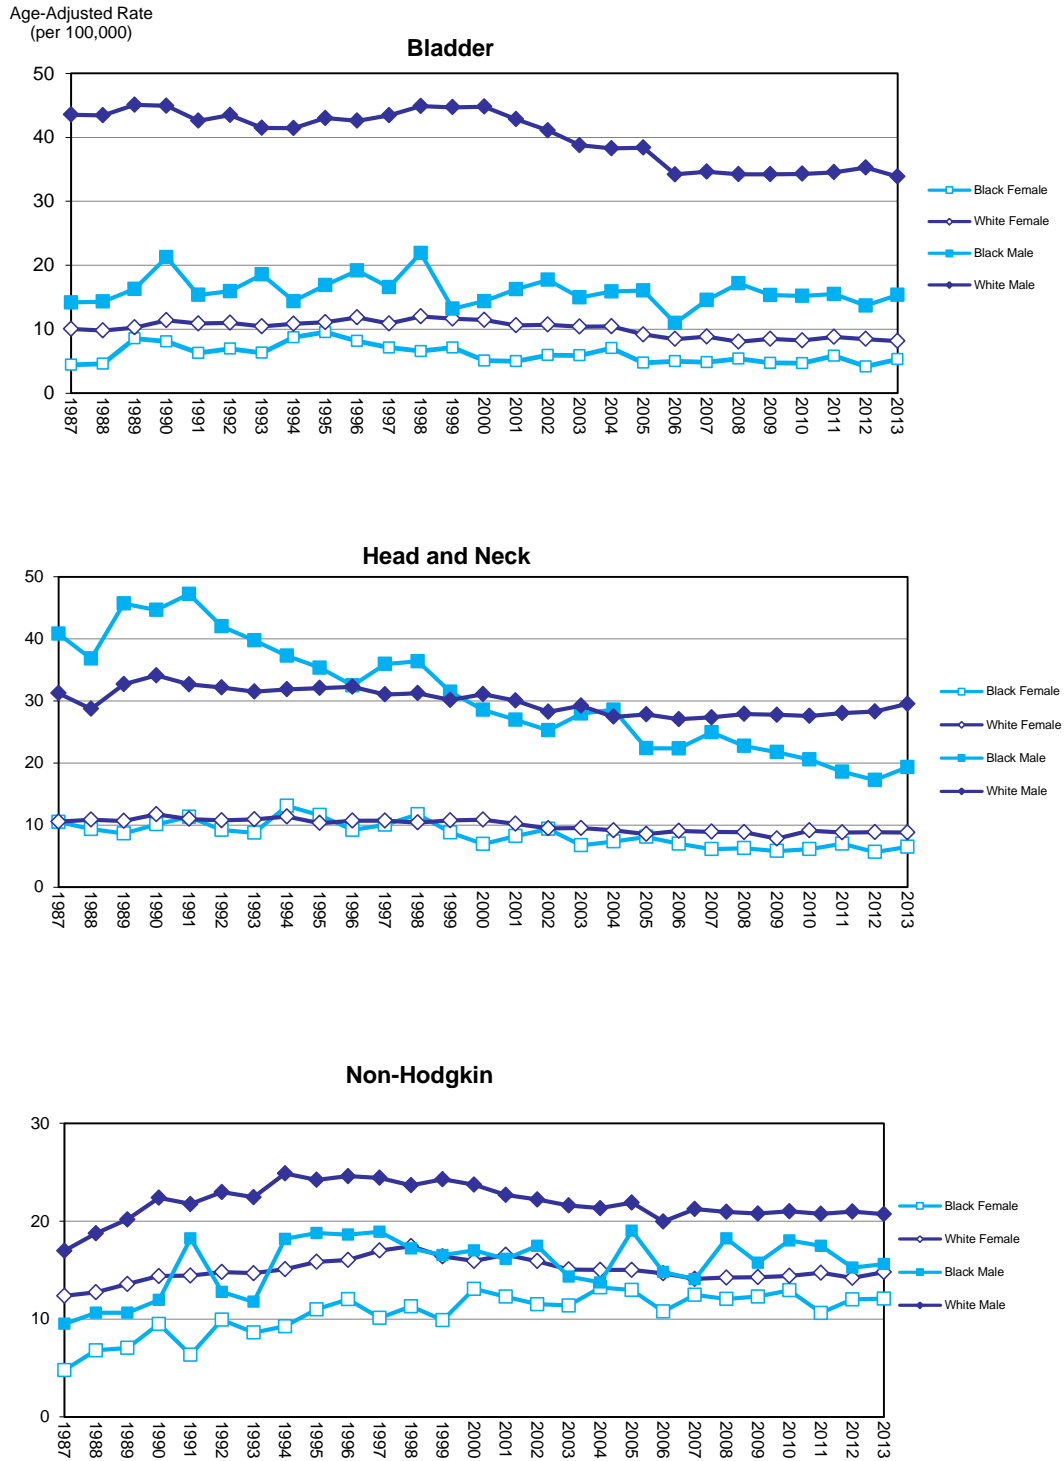 Age-Adjusted Rate
(per 100,000)
Bladder
50
40
30
20
10
0
1987 1988 1989 1990 1991 1992 1993 1994 1995 1996 1997 1998 1999 2000 2001 2002 2003 2004 2005 2006 2007 2008 2009 2010 2011 2012 2013
Black Female
White Female
Black Male
White Male
Head and Neck
50
40
30
20
10
0
1987 1988 1989 1990 1991 1992 1993 1994 1995 1996 1997 1998 1999 2000 2001 2002 2003 2004 2005 2006 2007 2008 2009 2010 2011 2012 2013
Black Female
White Female
Black Male
White Male
Non-Hodgkin
30
20
10
0
1987 1988 1989 1990 1991 1992 1993 1994 1995 1996 1997 1998 1999 2000 2001 2002 2003 2004 2005 2006 2007 2008 2009 2010 2011 2012 2013
Black Female
White Female
Black Male
White Male